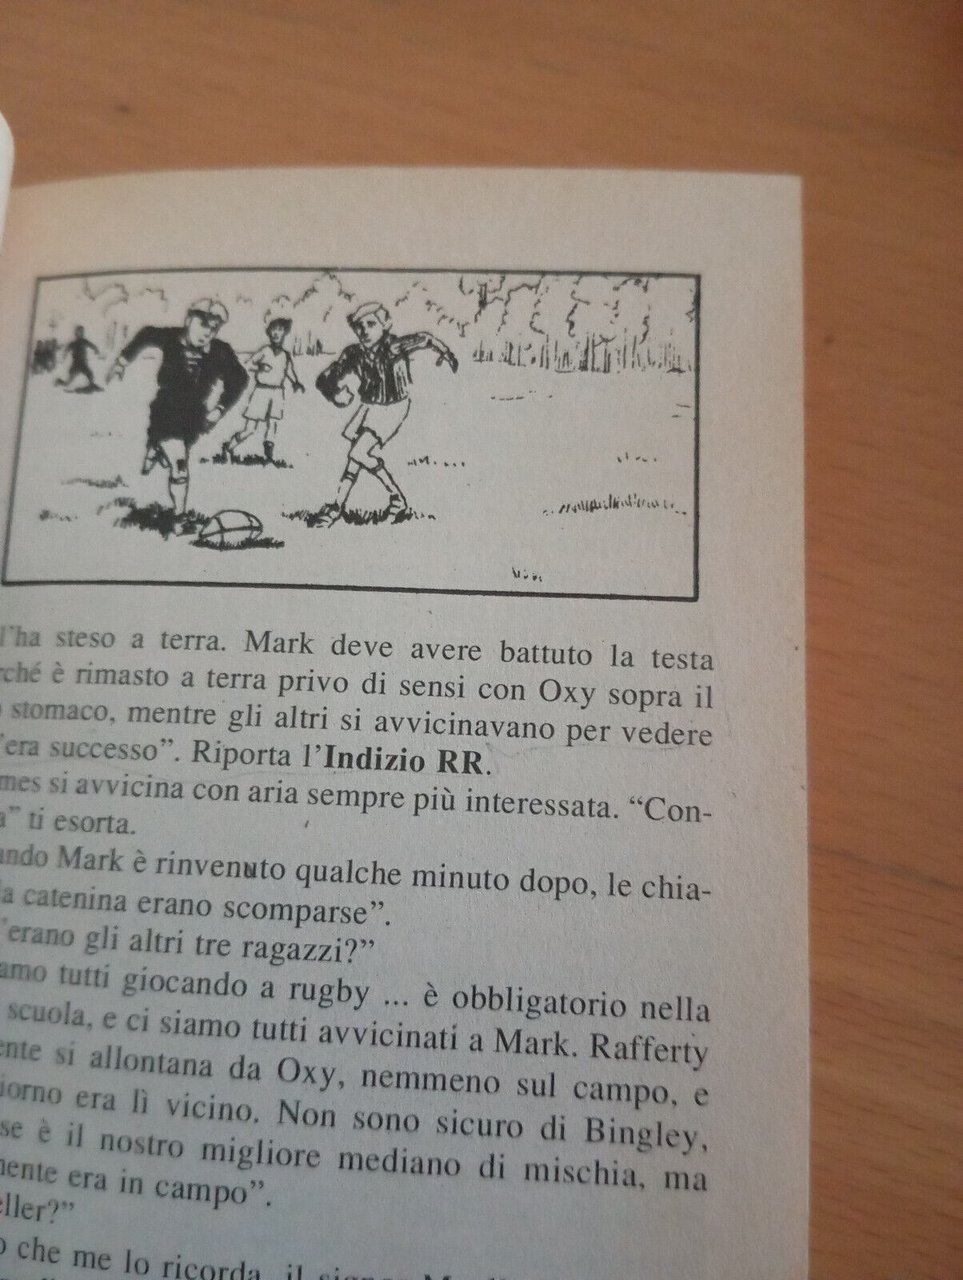 l'ha steso a terra. Mark deve avere battuto la testa
rché è rimasto a terra privo di sensi con Oxy sopra il
stomaco, mentre gli altri si avvicinavano per vedere
'era successo”. Riporta l'Indizio RR.
mes si avvicina con aria sempre più interessata. “Con-
a” ti esorta.
ando Mark è rinvenuto qualche minuto dopo, le chia-
la catenina erano scomparse”.
'erano gli altri tre ragazzi?”
amo tutti giocando a rugby ... è obbligatorio nella
scuola, e ci siamo tutti avvicinati a Mark. Rafferty
ente si allontana da Oxy, nemmeno sul campo, e
iorno era lì vicino. Non sono sicuro di Bingley,
se è il nostro migliore mediano di mischia, ma
mente era in campo”.
eller?”
o che me lo ricorda, il